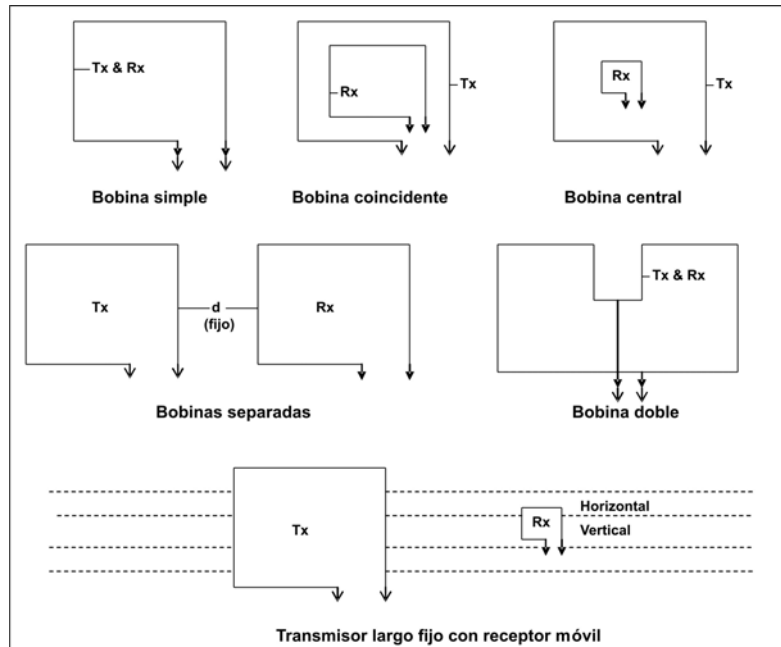 Tx & Rx
Bobina simple
Rx
Tx
Bobina coincidente
Rx
Tx
Bobina central
Tx
d
(fijo)
Rx
Bobinas separadas
Tx & Rx
Bobina doble
Tx
Rx
Horizontal
Vertical
Transmisor largo fijo con receptor móvil